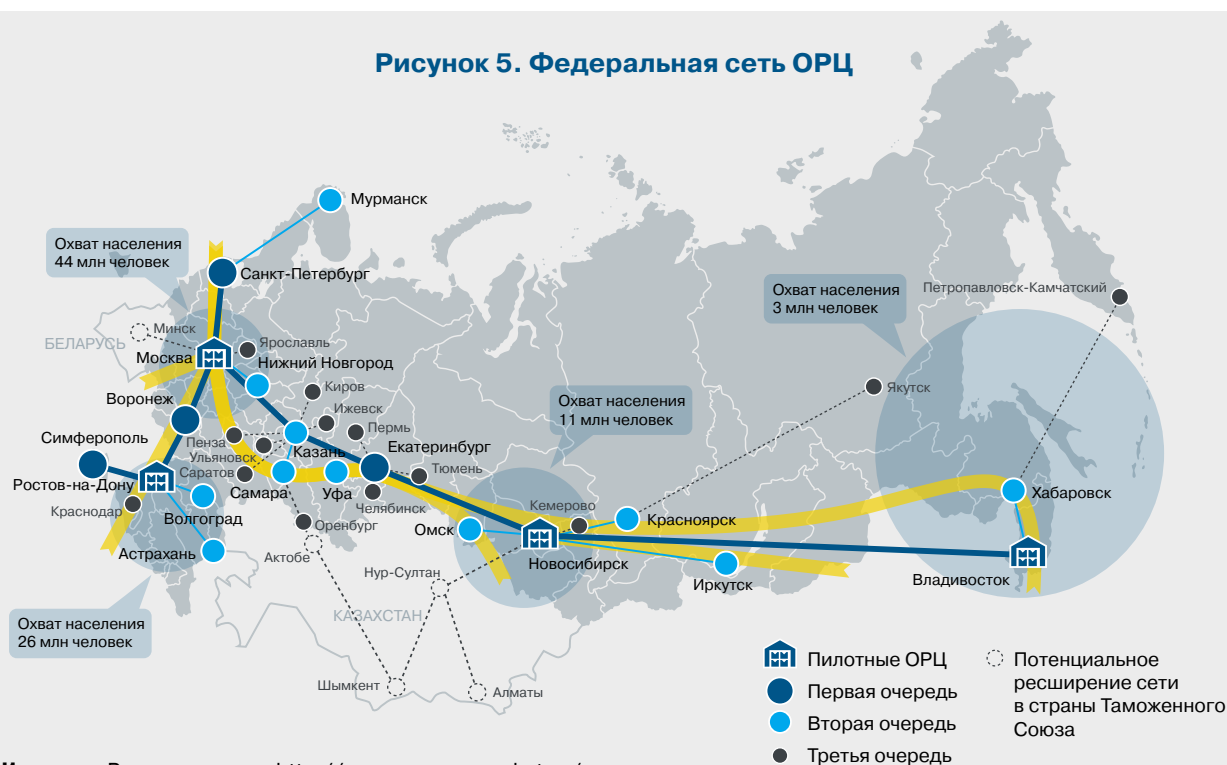 Рисунок 5. Федеральная сеть ОРЦ
Мурманск
Охват населения
44 млн человек
Санкт-Петербург
Охват населения
3 млн человек
Петропавловск-Камчатский
Минск
БЕЛАРУСЬ
Москва
Ярославль
Нижний Новгород
Киров
Якутск
Воронеж
Ижевск
Охват населения
11 млн человек
Пермь
Симферополь
Пенза
Казань
Екатеринбург
Ульяновск
Саратов
Тюмень
Ростов-на-Дону
Самара
Уфа
Челябинск
Хабаровск
Краснодар
Волгоград
Оренбург
Кемерово
Красноярск
Омск
Астрахань
Актобе
Новосибирск
Владивосток
Нур-Султан
Иркутск
КАЗАХСТАН
Охват населения
26 млн человек
Шымкент
Алматы
Пилотные ОРЦ
Первая очередь
Вторая очередь
Третья очередь
Потенциальное
расширение сети
в страны Таможенного
Союза